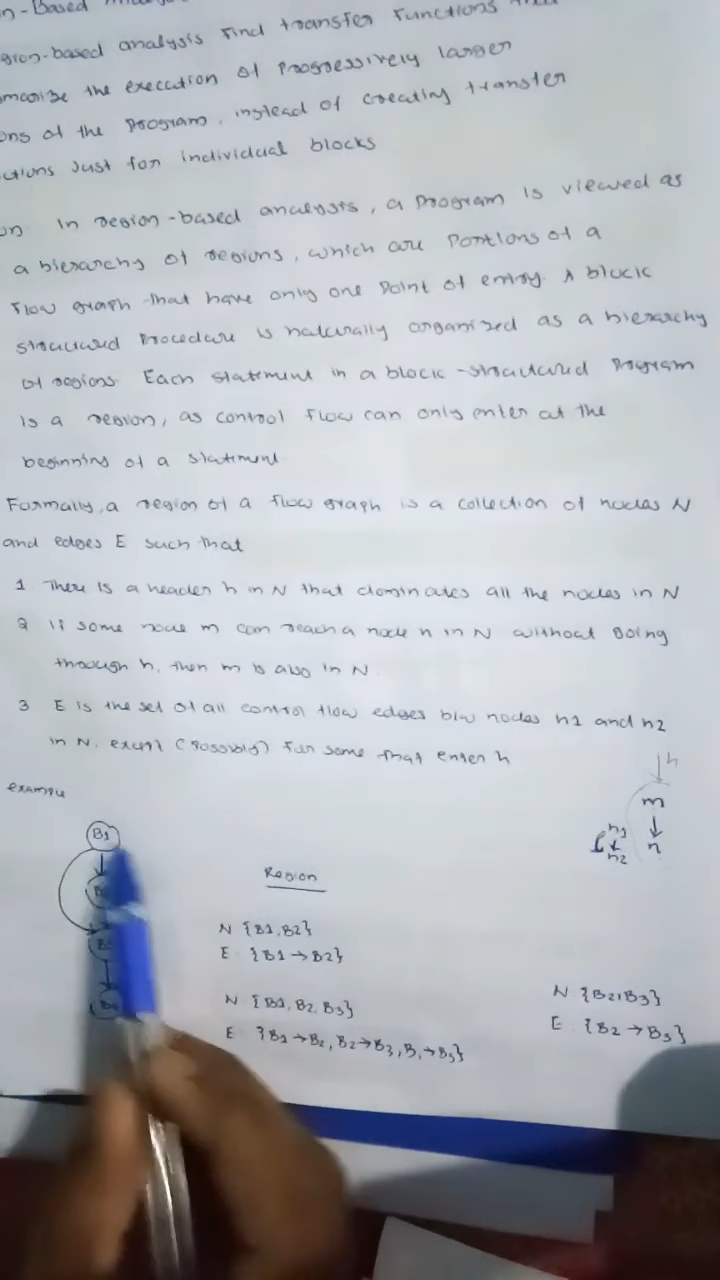 n-Based
gion-based analysis find transfer functions that
marize the execution of progressively larger
ons of the program, instead of creating transfer
ctions just for individual blocks
on In region-based analysis, a program is viewed as
a hierarchy of regions, which are portions of a
flow graph that have only one point of entry. A block
structured procedure is naturally organized as a hierarchy
of regions. Each statement in a block-structured program
is a region, as control flow can only enter at the
beginning of a statement
Formally, a region of a flow graph is a collection of nodes N
and edges E such that
1 There is a header h in N that dominates all the nodes in N
2 If some node m can reach a node n in N without going
through h, then m is also in N.
3 E is the set of all control flow edges b/w nodes n1 and n2
in N, except (possibly) for some that enter h
h
example
m
n1
n
n2
B1
Region
N {B1, B2}
E {B1→B2}
N {B2, B3}
N {B1, B2, B3}
E {B2→B3}
E {B1→B2, B2→B3, B1→B3}